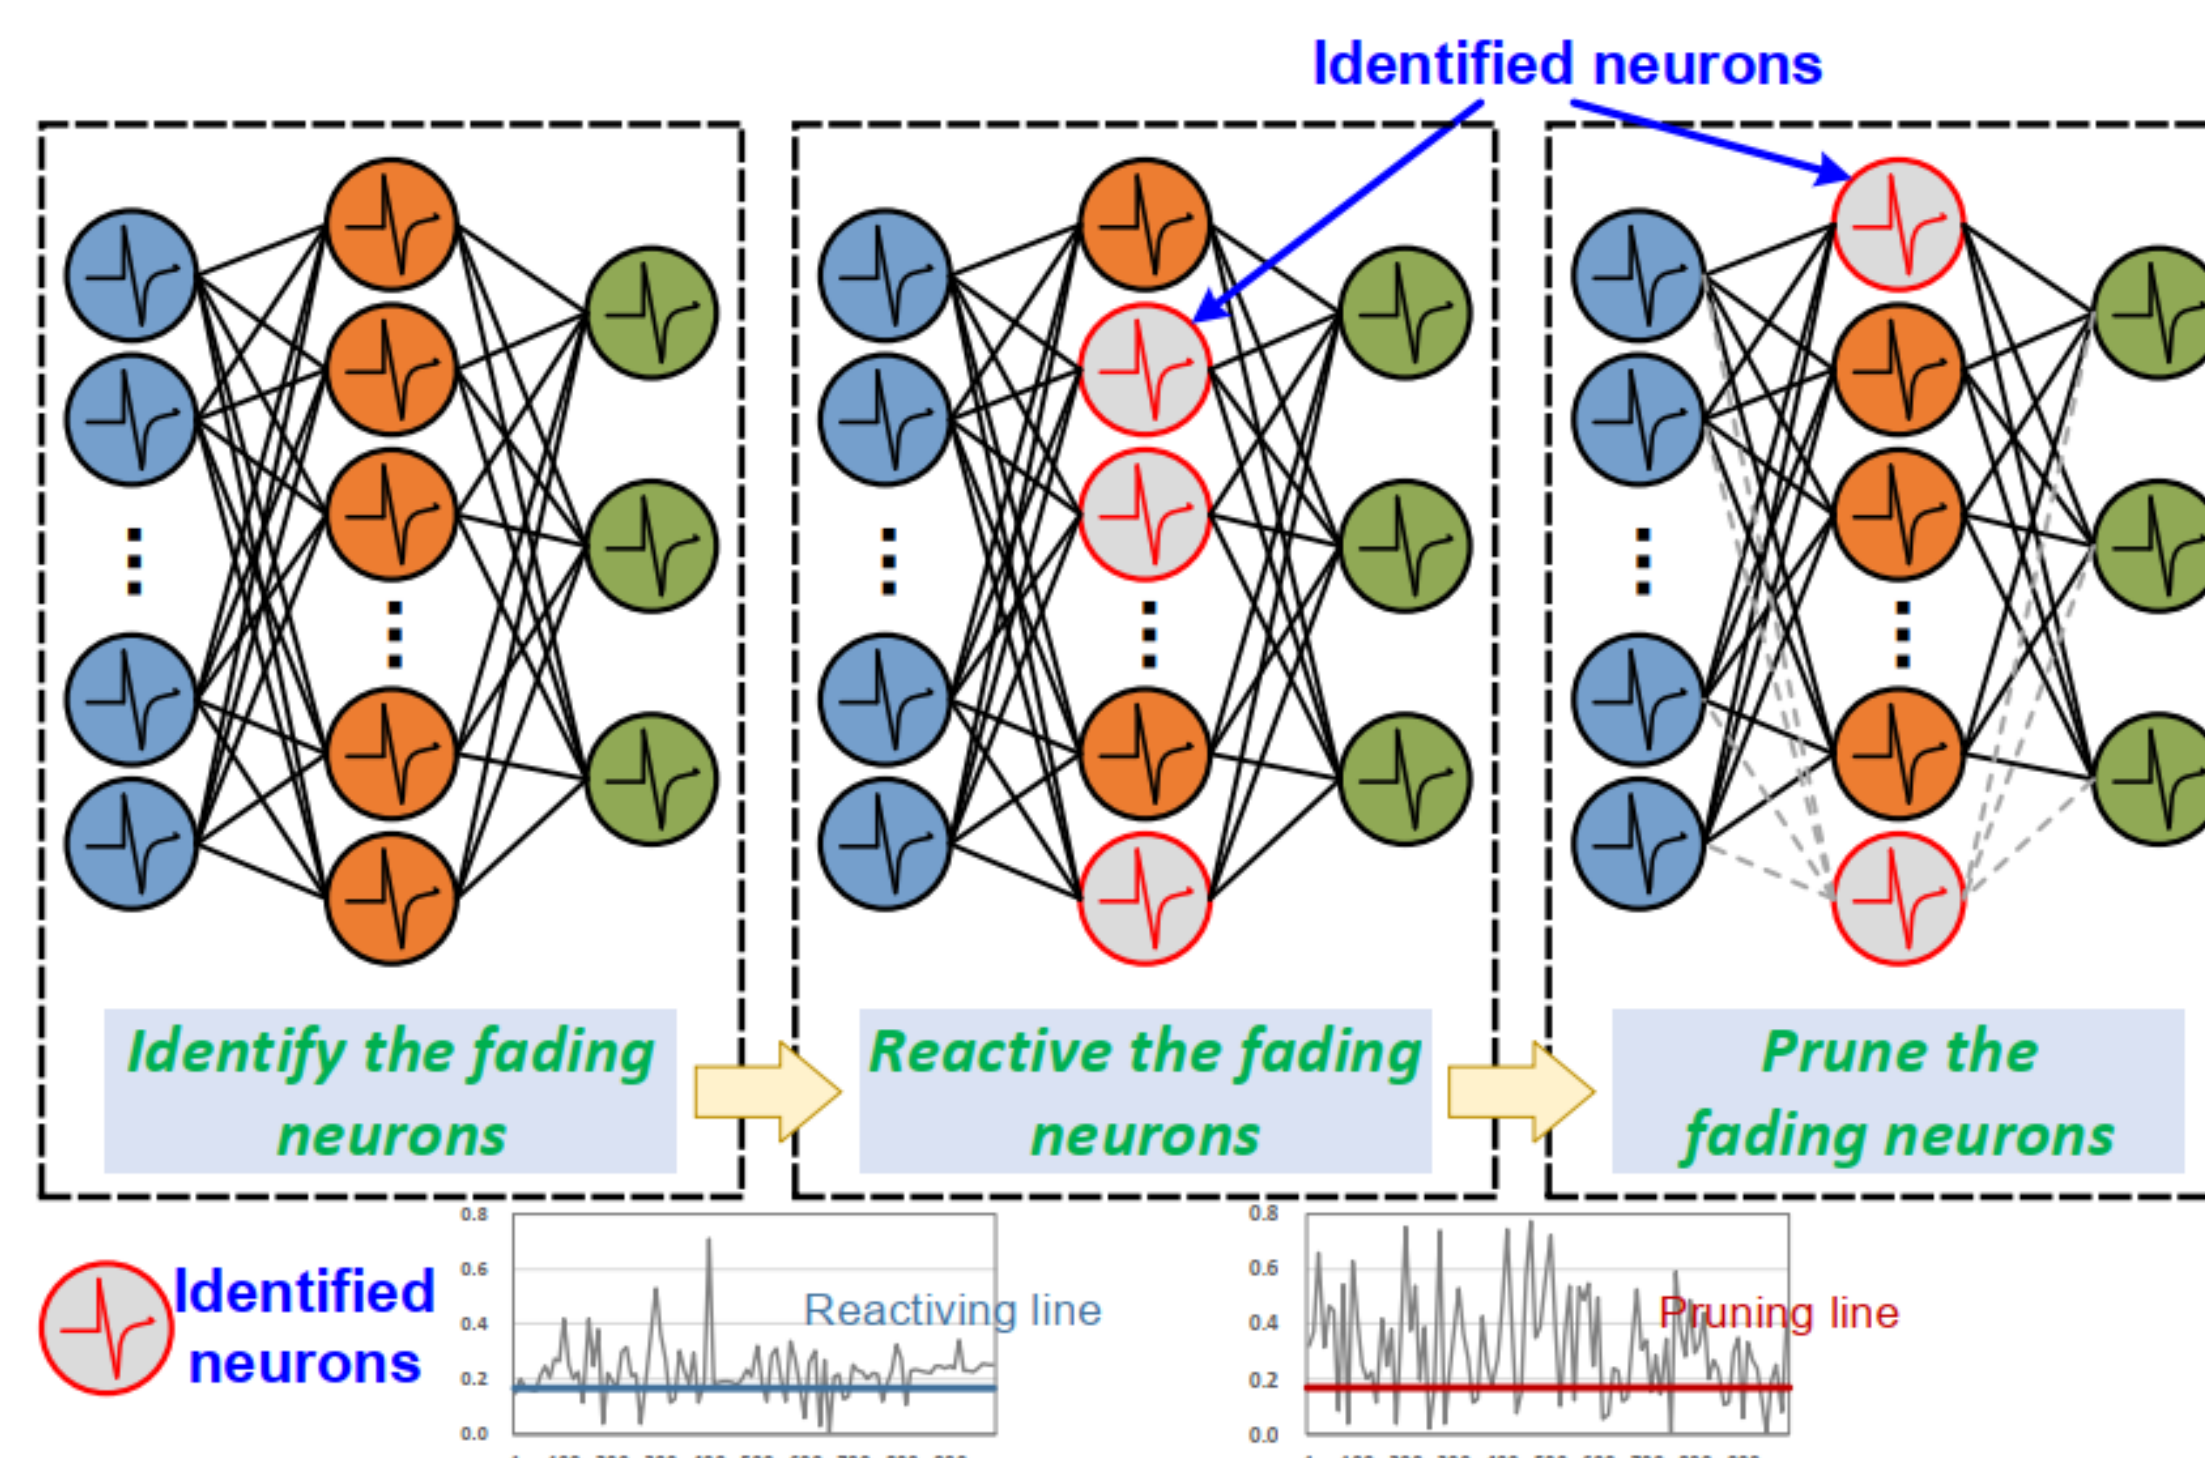 Identified neurons
Identify the fading
neurons
Reactive the fading
neurons
Prune the
fading neurons
Identified
neurons
0.8
0.6
0.4
0.2
0.0
Reactiving line
0.8
0.6
0.4
0.2
0.0
Pruning line